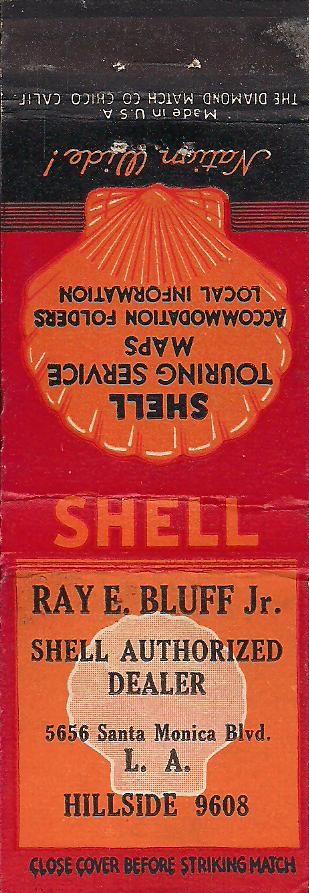 SHELL
TOURING SERVICE
MAPS
ACCOMMODATION FOLDERS
LOCAL INFORMATION
Nation Wide!
Made in U.S.A
THE DIAMOND MATCH CO. CHICO CALIF.
SHELL
RAY E. BLUFF Jr.
SHELL AUTHORIZED
DEALER
5656 Santa Monica Blvd.
L. A.
HILLSIDE 9608
CLOSE COVER BEFORE STRIKING MATCH